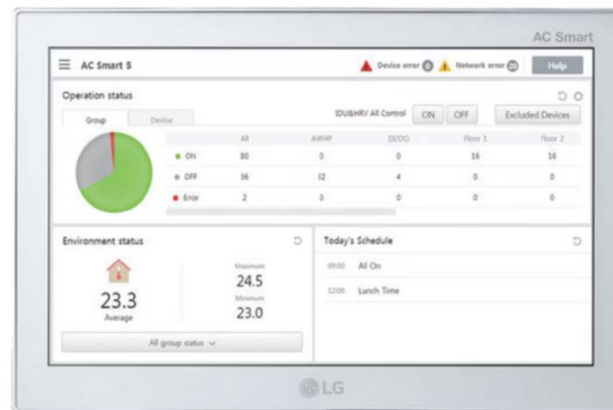 AC Smart
AC Smart 5 Device error 0 Network error 20 Help
Operation status
Group Device IDU&HRV All Control ON OFF Excluded Devices
All AWHP DI/DO Floor 1 Floor 2
ON 80 0 0 16 16
OFF 36 32 4 0 0
Error 2 0 0 0 0
Environment status
23.3
Average
Maximum
24.5
Minimum
23.0
All group status
Today's Schedule
09:00 All On
12:00 Lunch Time
LG